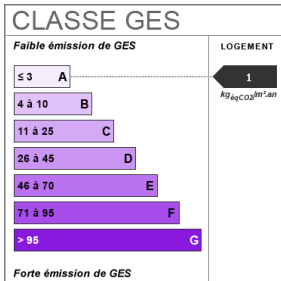 CLASSE GES
Faible émission de GES
LOGEMENT
≤ 3 A
1
kgéqCO2/m².an
4 à 10 B
11 à 25 C
26 à 45 D
46 à 70 E
71 à 95 F
> 95 G
Forte émission de GES